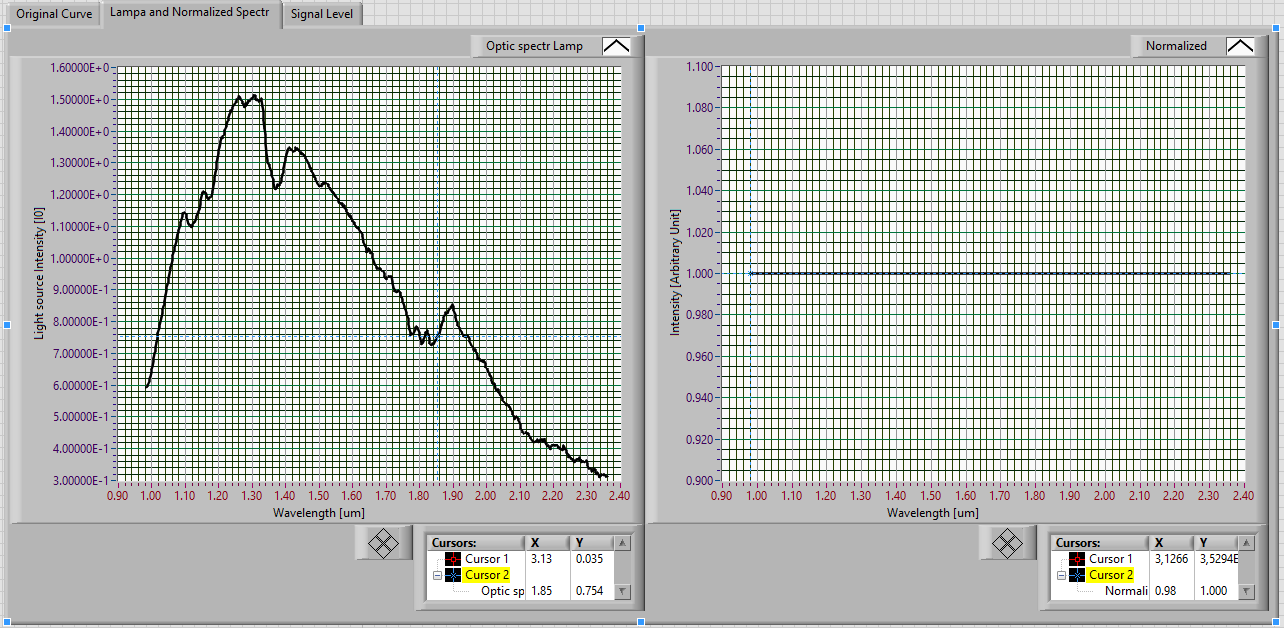 Original Curve
Lampa and Normalized Spectr
Signal Level
Optic spectr Lamp
1.60000E+0
1.50000E+0
1.40000E+0
1.30000E+0
1.20000E+0
1.10000E+0
1.00000E+0
9.00000E-1
8.00000E-1
7.00000E-1
6.00000E-1
5.00000E-1
4.00000E-1
3.00000E-1
Light source Intensity [I0]
0.90 1.00 1.10 1.20 1.30 1.40 1.50 1.60 1.70 1.80 1.90 2.00 2.10 2.20 2.30 2.40
Wavelength [um]
Cursors: X Y
Cursor 1 3.13 0.035
Cursor 2
Optic sp 1.85 0.754
Normalized
1.100
1.080
1.060
1.040
1.020
1.000
0.980
0.960
0.940
0.920
0.900
Intensity [Arbitrary Unit]
0.90 1.00 1.10 1.20 1.30 1.40 1.50 1.60 1.70 1.80 1.90 2.00 2.10 2.20 2.30 2.40
Wavelength [um]
Cursors: X Y
Cursor 1 3,1266 3,5294E
Cursor 2
Normali 0.98 1.000